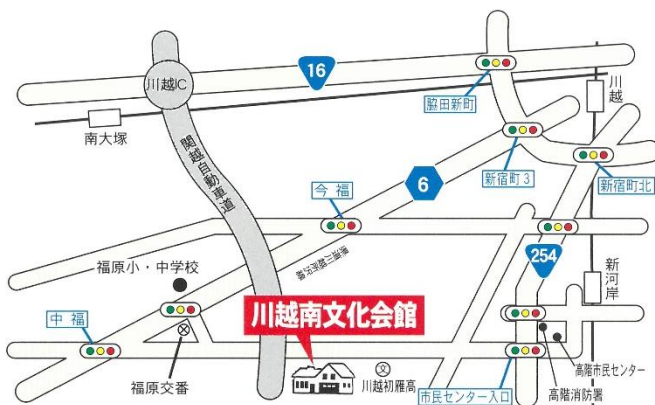 16
川越IC
川越
脇田新町
南大塚
関越自動車道
新宿町3
新宿町北
6
今福
254
新河岸
福原小・中学校
川越南文化会館
中福
福原交番
文
川越初雁高
市民センター入口
高階市民センター
高階消防署